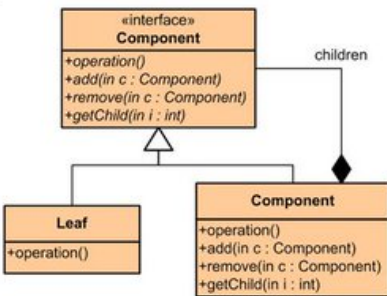 «interface»
Component
+operation()
+add(in c : Component)
+remove(in c : Component)
+getChild(in i : int)
children
Leaf
+operation()
Component
+operation()
+add(in c : Component)
+remove(in c : Component)
+getChild(in i : int)